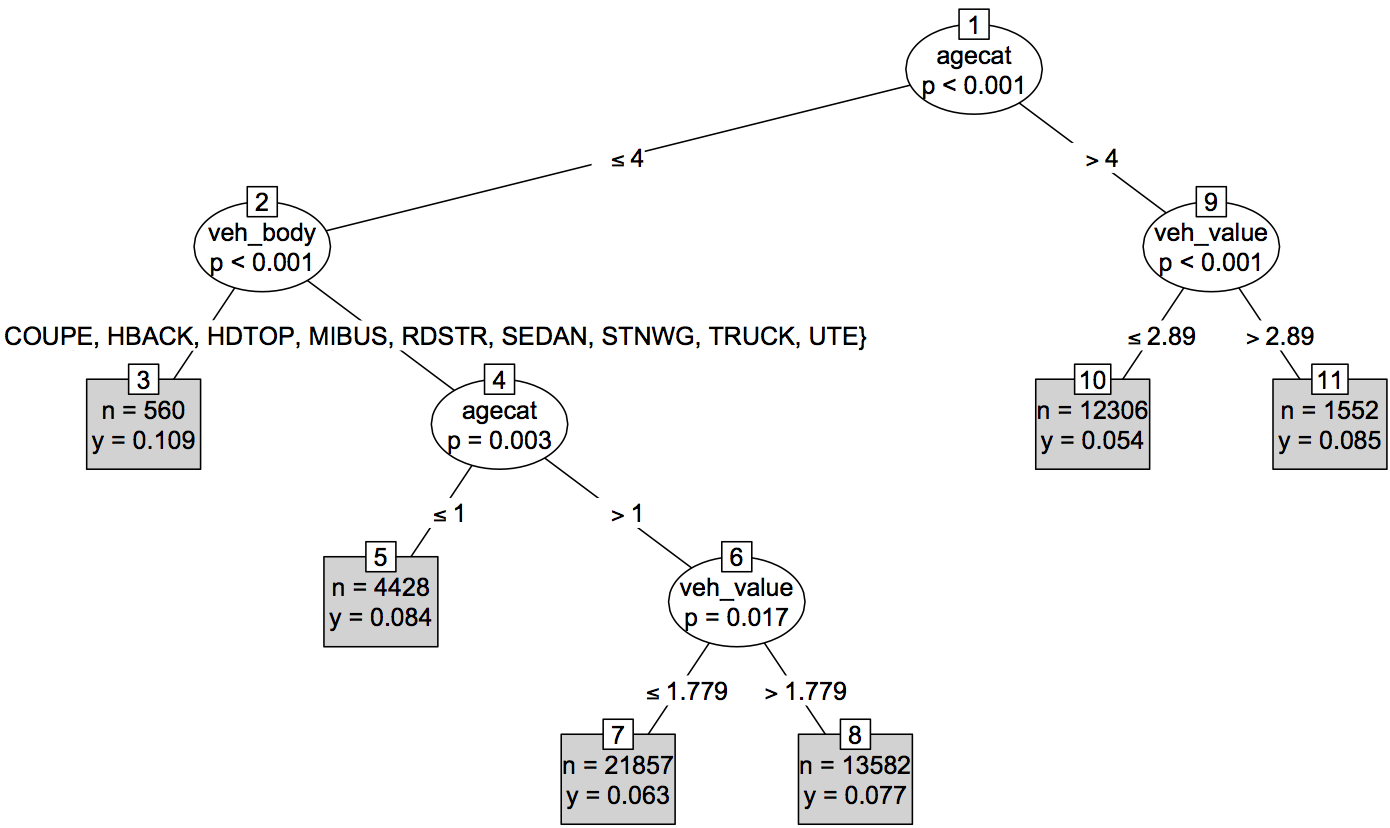 1
agecat
p < 0.001
≤ 4
> 4
2
veh_body
p < 0.001
9
veh_value
p < 0.001
COUPE, HBACK, HDTOP, MIBUS, RDSTR, SEDAN, STNWG, TRUCK, UTE}
≤ 2.89
> 2.89
3
n = 560
y = 0.109
4
agecat
p = 0.003
10
n = 12306
y = 0.054
11
n = 1552
y = 0.085
≤ 1
> 1
5
n = 4428
y = 0.084
6
veh_value
p = 0.017
≤ 1.779
> 1.779
7
n = 21857
y = 0.063
8
n = 13582
y = 0.077